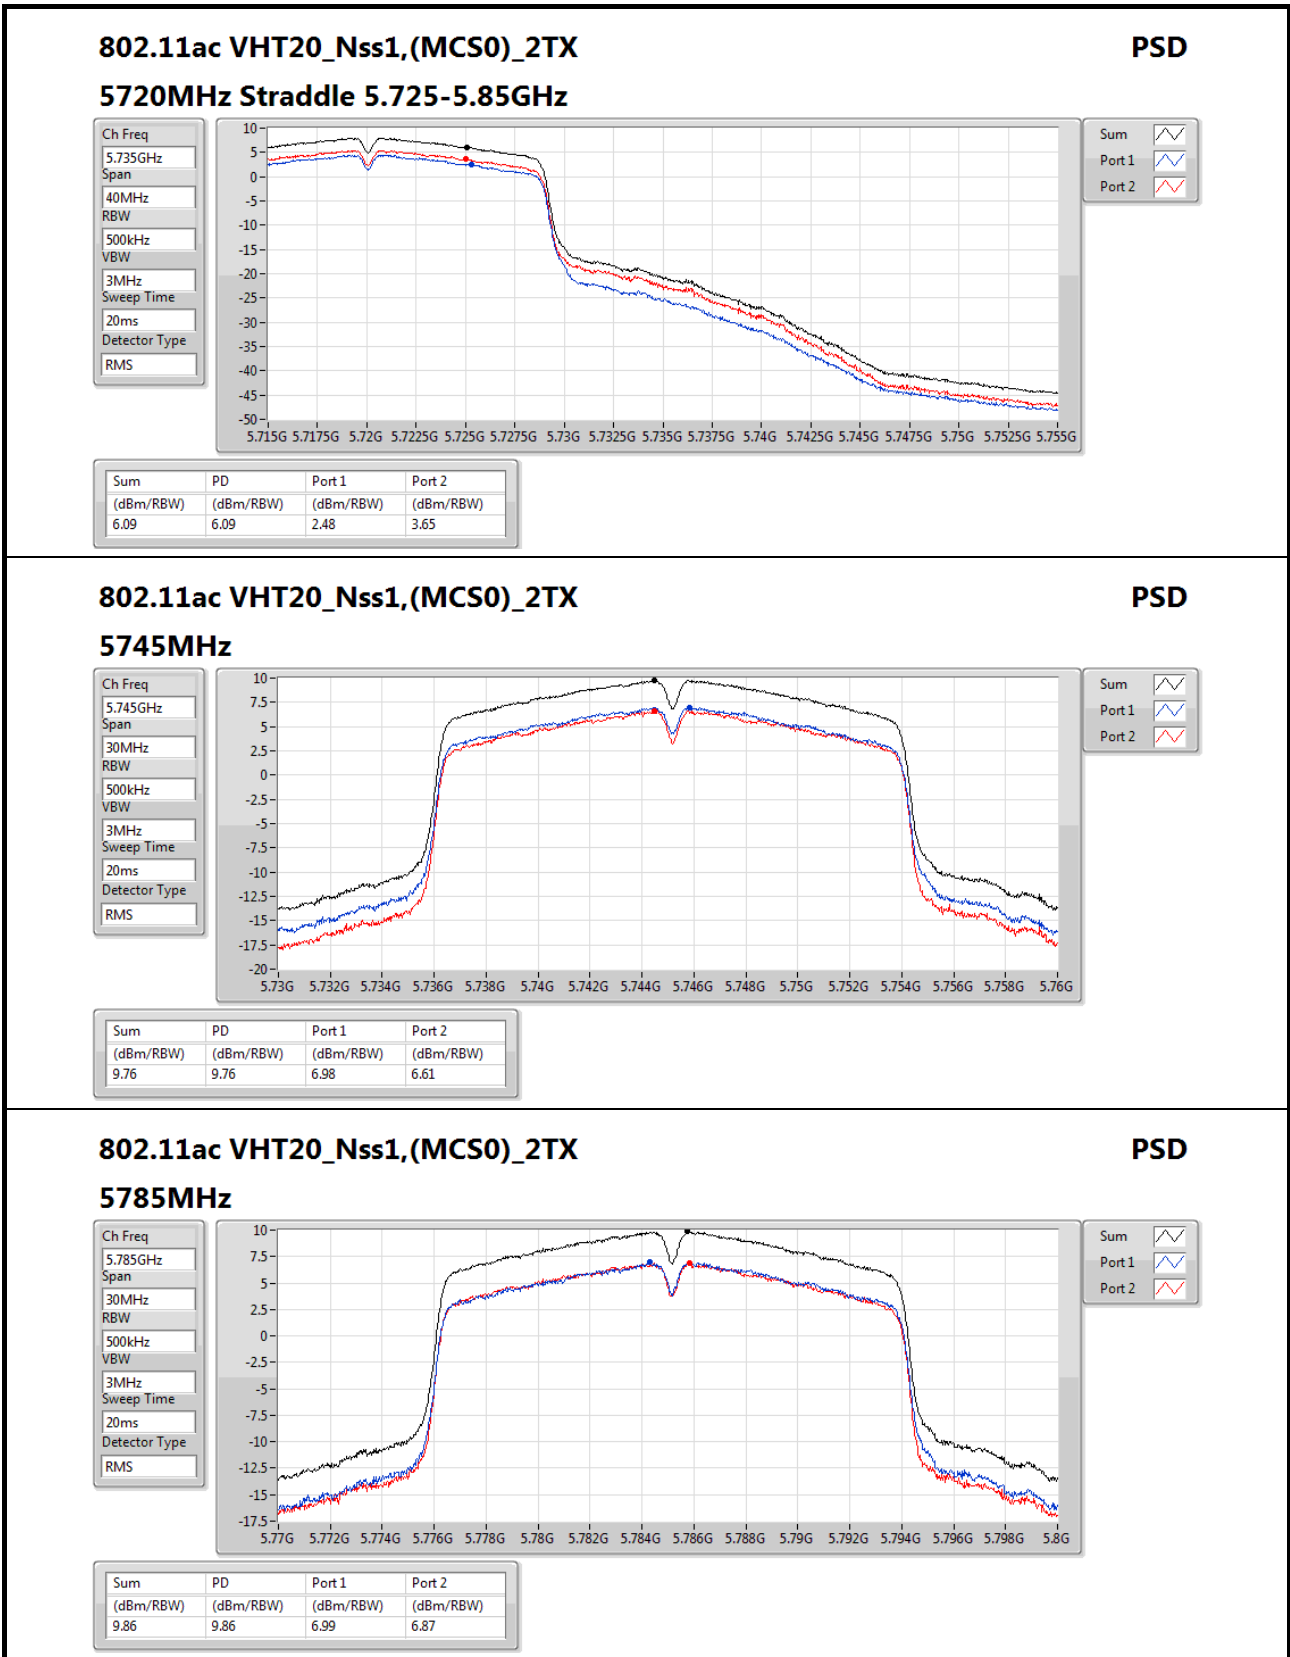 802.11ac VHT20_Nss1,(MCS0)_2TX PSD
5720MHz Straddle 5.725-5.85GHz
Ch Freq
5.735GHz
Span
40MHz
RBW
500kHz
VBW
3MHz
Sweep Time
20ms
Detector Type
RMS
10
5
0
-5
-10
-15
-20
-25
-30
-35
-40
-45
-50
5.715G 5.7175G 5.72G 5.7225G 5.725G 5.7275G 5.73G 5.7325G 5.735G 5.7375G 5.74G 5.7425G 5.745G 5.7475G 5.75G 5.7525G 5.755G
Sum
Port 1
Port 2
Sum PD Port 1 Port 2
(dBm/RBW) (dBm/RBW) (dBm/RBW) (dBm/RBW)
6.09 6.09 2.48 3.65
802.11ac VHT20_Nss1,(MCS0)_2TX PSD
5745MHz
Ch Freq
5.745GHz
Span
30MHz
RBW
500kHz
VBW
3MHz
Sweep Time
20ms
Detector Type
RMS
10
7.5
5
2.5
0
-2.5
-5
-7.5
-10
-12.5
-15
-17.5
-20
5.73G 5.732G 5.734G 5.736G 5.738G 5.74G 5.742G 5.744G 5.746G 5.748G 5.75G 5.752G 5.754G 5.756G 5.758G 5.76G
Sum
Port 1
Port 2
Sum PD Port 1 Port 2
(dBm/RBW) (dBm/RBW) (dBm/RBW) (dBm/RBW)
9.76 9.76 6.98 6.61
802.11ac VHT20_Nss1,(MCS0)_2TX PSD
5785MHz
Ch Freq
5.785GHz
Span
30MHz
RBW
500kHz
VBW
3MHz
Sweep Time
20ms
Detector Type
RMS
10
7.5
5
2.5
0
-2.5
-5
-7.5
-10
-12.5
-15
-17.5
5.77G 5.772G 5.774G 5.776G 5.778G 5.78G 5.782G 5.784G 5.786G 5.788G 5.79G 5.792G 5.794G 5.796G 5.798G 5.8G
Sum
Port 1
Port 2
Sum PD Port 1 Port 2
(dBm/RBW) (dBm/RBW) (dBm/RBW) (dBm/RBW)
9.86 9.86 6.99 6.87